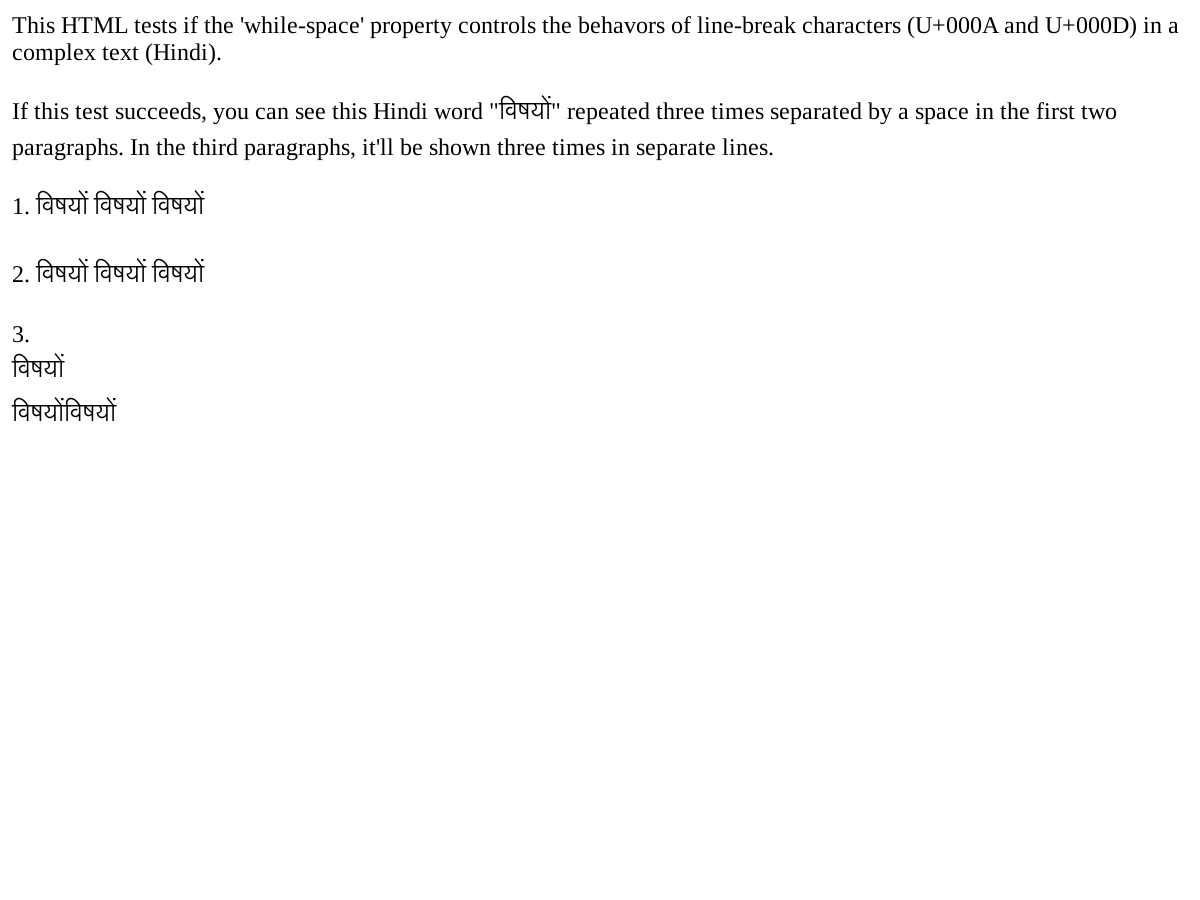 This HTML tests if the 'while-space' property controls the behavors of line-break characters (U+000A and U+000D) in a
complex text (Hindi).
If this test succeeds, you can see this Hindi word "विषयों" repeated three times separated by a space in the first two
paragraphs. In the third paragraphs, it'll be shown three times in separate lines.
1. विषयों विषयों विषयों
2. विषयों विषयों विषयों
3.
विषयों
विषयोंविषयों